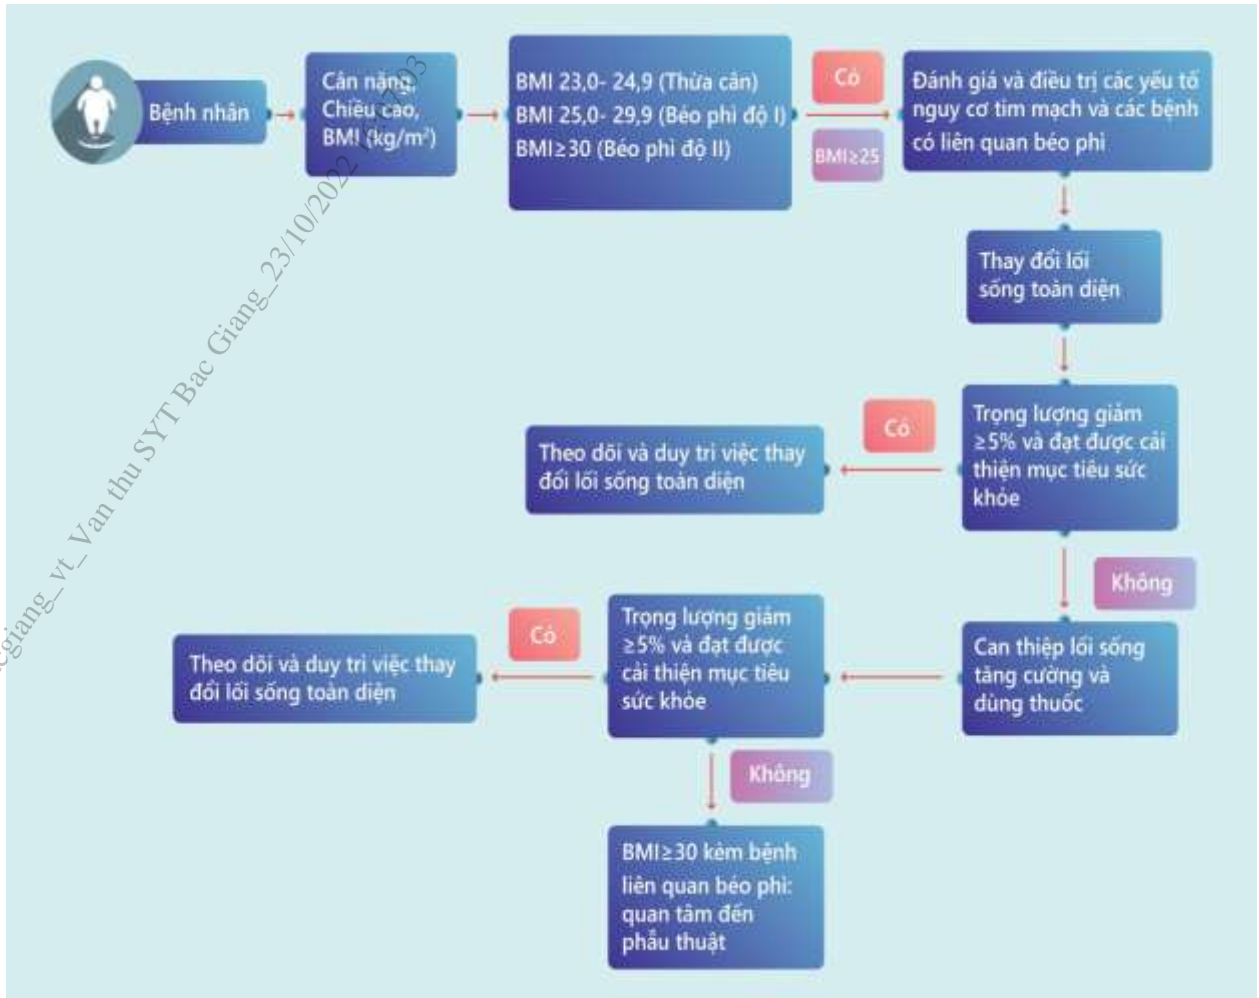 Bệnh nhân
Cân nặng,
Chiều cao,
BMI (kg/m²)
BMI 23,0- 24,9 (Thừa cân)
BMI 25,0- 29,9 (Béo phì độ I)
BMI≥30 (Béo phì độ II)
Có
BMI≥25
Đánh giá và điều trị các yếu tố
nguy cơ tim mạch và các bệnh
có liên quan béo phì
Thay đổi lối
sống toàn diện
Trọng lượng giảm
≥5% và đạt được cải
thiện mục tiêu sức
khỏe
Có
Theo dõi và duy trì việc thay
đổi lối sống toàn diện
Không
Can thiệp lối sống
tăng cường và
dùng thuốc
Trọng lượng giảm
≥5% và đạt được
cải thiện mục tiêu
sức khỏe
Có
Theo dõi và duy trì việc thay
đổi lối sống toàn diện
Không
BMI≥30 kèm bệnh
liên quan béo phì:
quan tâm đến
phẫu thuật
giang_vt_Van thu SYT Bac Giang_23/10/2022